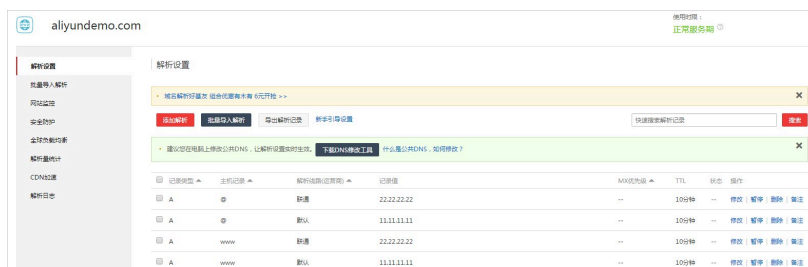 aliyundemo.com
使用时限：
正常服务期
解析设置
批量导入解析
网站监控
安全防护
全球负载均衡
解析量统计
CDN加速
解析日志
解析设置
域名解析好基友 组合优惠有木有 6元开抢 >>
添加解析 批量导入解析 导出解析记录 新手引导设置 快速搜索解析记录 搜索
建议您在电脑上修改公共DNS，让解析设置实时生效。 下载DNS修改工具 什么是公共DNS，如何修改？
记录类型 主机记录 解析线路(运营商) 记录值 MX优先级 TTL 状态 操作
A @ 联通 22.22.22.22 -- 10分钟 -- 修改 | 暂停 | 删除 | 备注
A @ 默认 11.11.11.11 -- 10分钟 -- 修改 | 暂停 | 删除 | 备注
A www 联通 22.22.22.22 -- 10分钟 -- 修改 | 暂停 | 删除 | 备注
A www 默认 11.11.11.11 -- 10分钟 -- 修改 | 暂停 | 删除 | 备注